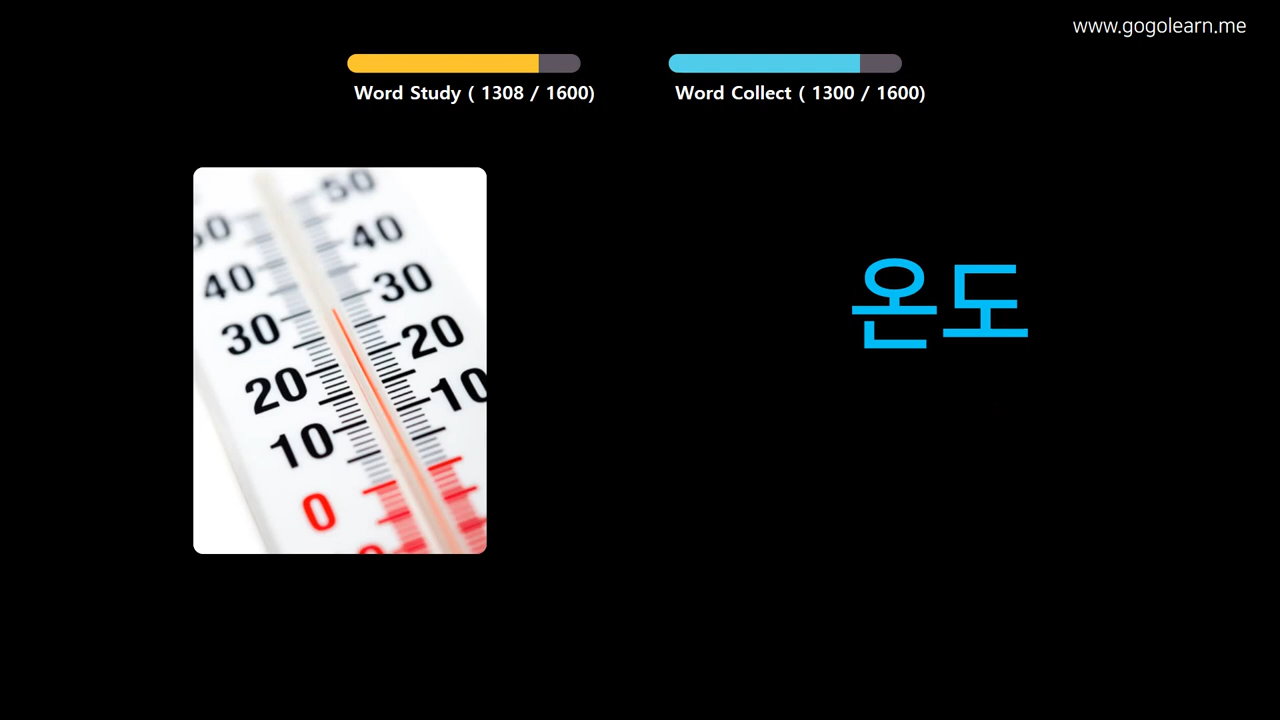 www.gogolearn.me
Word Study ( 1308 / 1600)
Word Collect ( 1300 / 1600)
50
50 40
40 30
30 20
20 10
10
0
온도